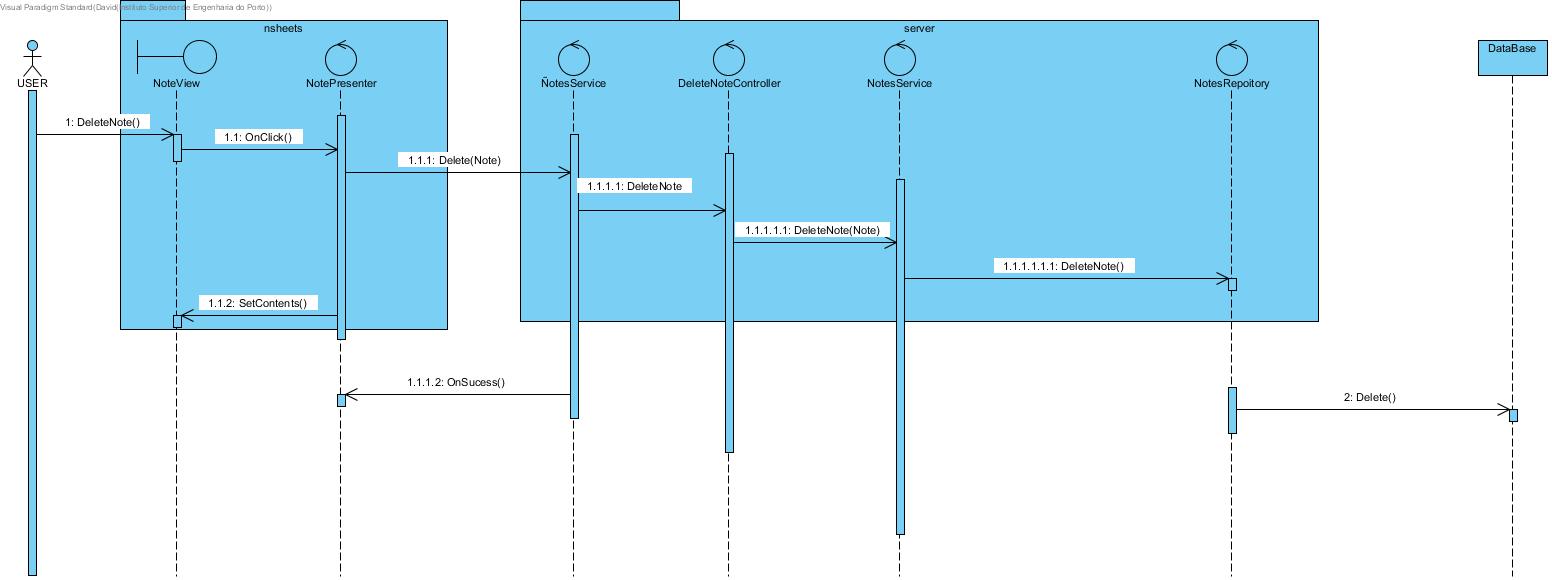 Visual Paradigm Standard(David(Instituto Superior de Engenharia do Porto))
nsheets
server
USER
NoteView
NotePresenter
ÑotesService
DeleteNoteController
NotesService
NotesRepoitory
DataBase
1: DeleteNote()
1.1: OnClick()
1.1.1: Delete(Note)
1.1.1.1: DeleteNote
1.1.1.1.1: DeleteNote(Note)
1.1.1.1.1.1: DeleteNote()
1.1.2: SetContents()
1.1.1.2: OnSucess()
2: Delete()